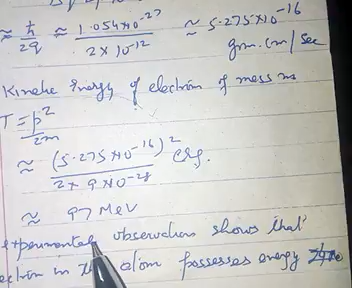 ≈ ħ/2q ≈ 1.054×10⁻²⁷ / 2×10⁻¹² ≈ 5.275×10⁻¹⁶
gm.cm/sec
Kinetic Energy of electron of mass m
T = p²/2m
≈ (5.275×10⁻¹⁶)² / 2×9×10⁻²⁸ erg.
≈ 97 MeV
experimental observations shows that
electron in the atom possesses energy